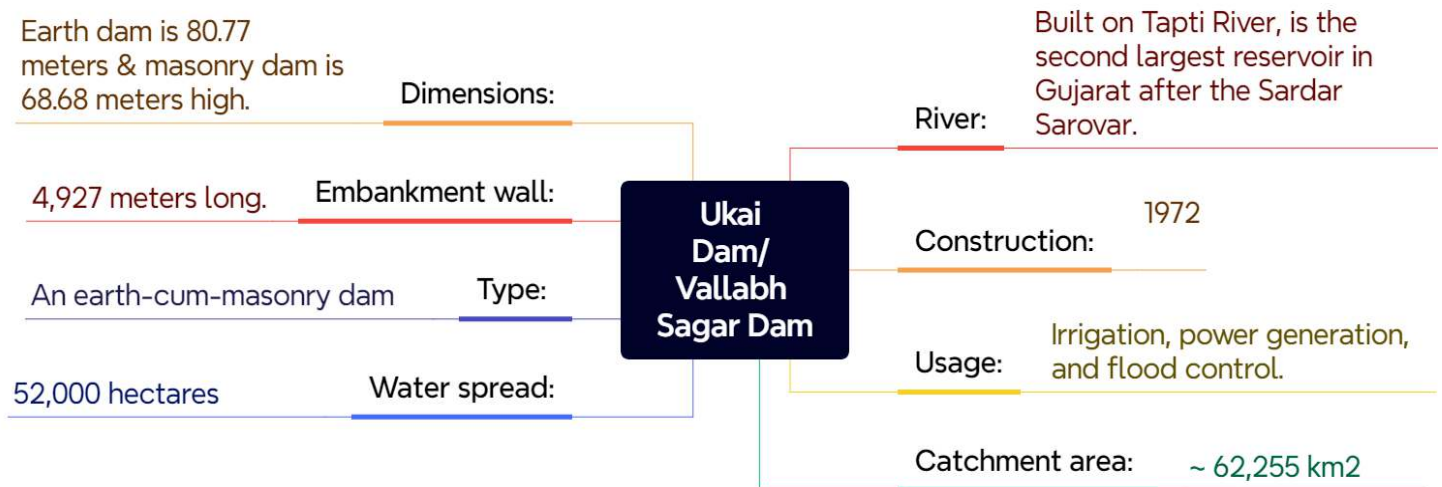 Earth dam is 80.77
meters & masonry dam is
68.68 meters high.
Dimensions:
4,927 meters long.
Embankment wall:
An earth-cum-masonry dam
Type:
52,000 hectares
Water spread:
Ukai
Dam/
Vallabh
Sagar Dam
River:
Built on Tapti River, is the
second largest reservoir in
Gujarat after the Sardar
Sarovar.
Construction:
1972
Usage:
Irrigation, power generation,
and flood control.
Catchment area:
~ 62,255 km2